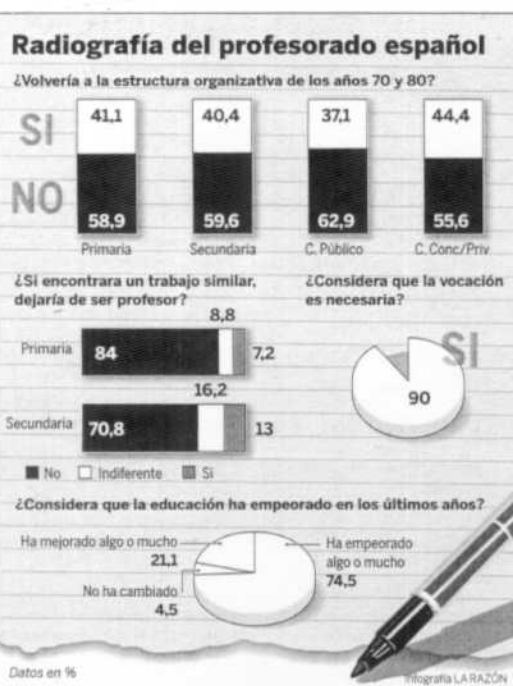 Radiografía del profesorado español
¿Volvería a la estructura organizativa de los años 70 y 80?
SI
41,1
40,4
37,1
44,4
NO
58,9
59,6
62,9
55,6
Primaria
Secundaria
C. Público
C. Conc/Priv
¿Si encontrara un trabajo similar,
dejaría de ser profesor?
8,8
Primaria
84
7,2
16,2
Secundaria
70,8
13
No
Indiferente
Si
¿Considera que la vocación
es necesaria?
SI
90
¿Considera que la educación ha empeorado en los últimos años?
Ha mejorado algo o mucho
21,1
No ha cambiado
4,5
Ha empeorado
algo o mucho
74,5
Datos en %
Infografía LA RAZÓN